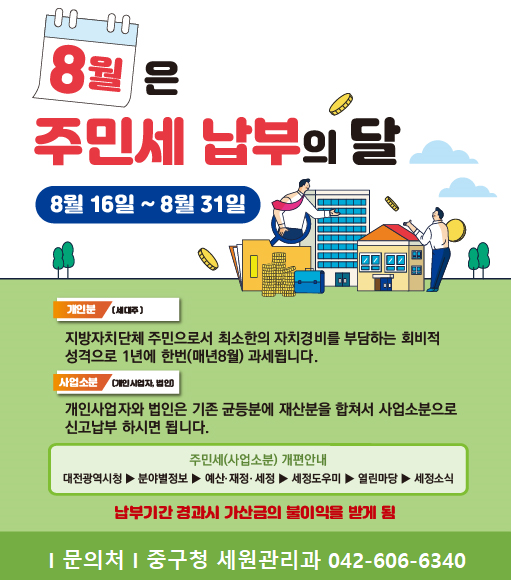 8월은
주민세 납부의 달
8월 16일 ~ 8월 31일
개인분 (세대주)
지방자치단체 주민으로서 최소한의 자치경비를 부담하는 회비적
성격으로 1년에 한번(매년8월) 과세됩니다.
사업소분 (개인사업자, 법인)
개인사업자와 법인은 기존 균등분에 재산분을 합쳐서 사업소분으로
신고납부 하시면 됩니다.
주민세(사업소분) 개편안내
대전광역시청 ▶ 분야별정보 ▶ 예산·재정·세정 ▶ 세정도우미 ▶ 열린마당 ▶ 세정소식
납부기간 경과시 가산금의 불이익을 받게 됨
I 문의처 I 중구청 세원관리과 042-606-6340